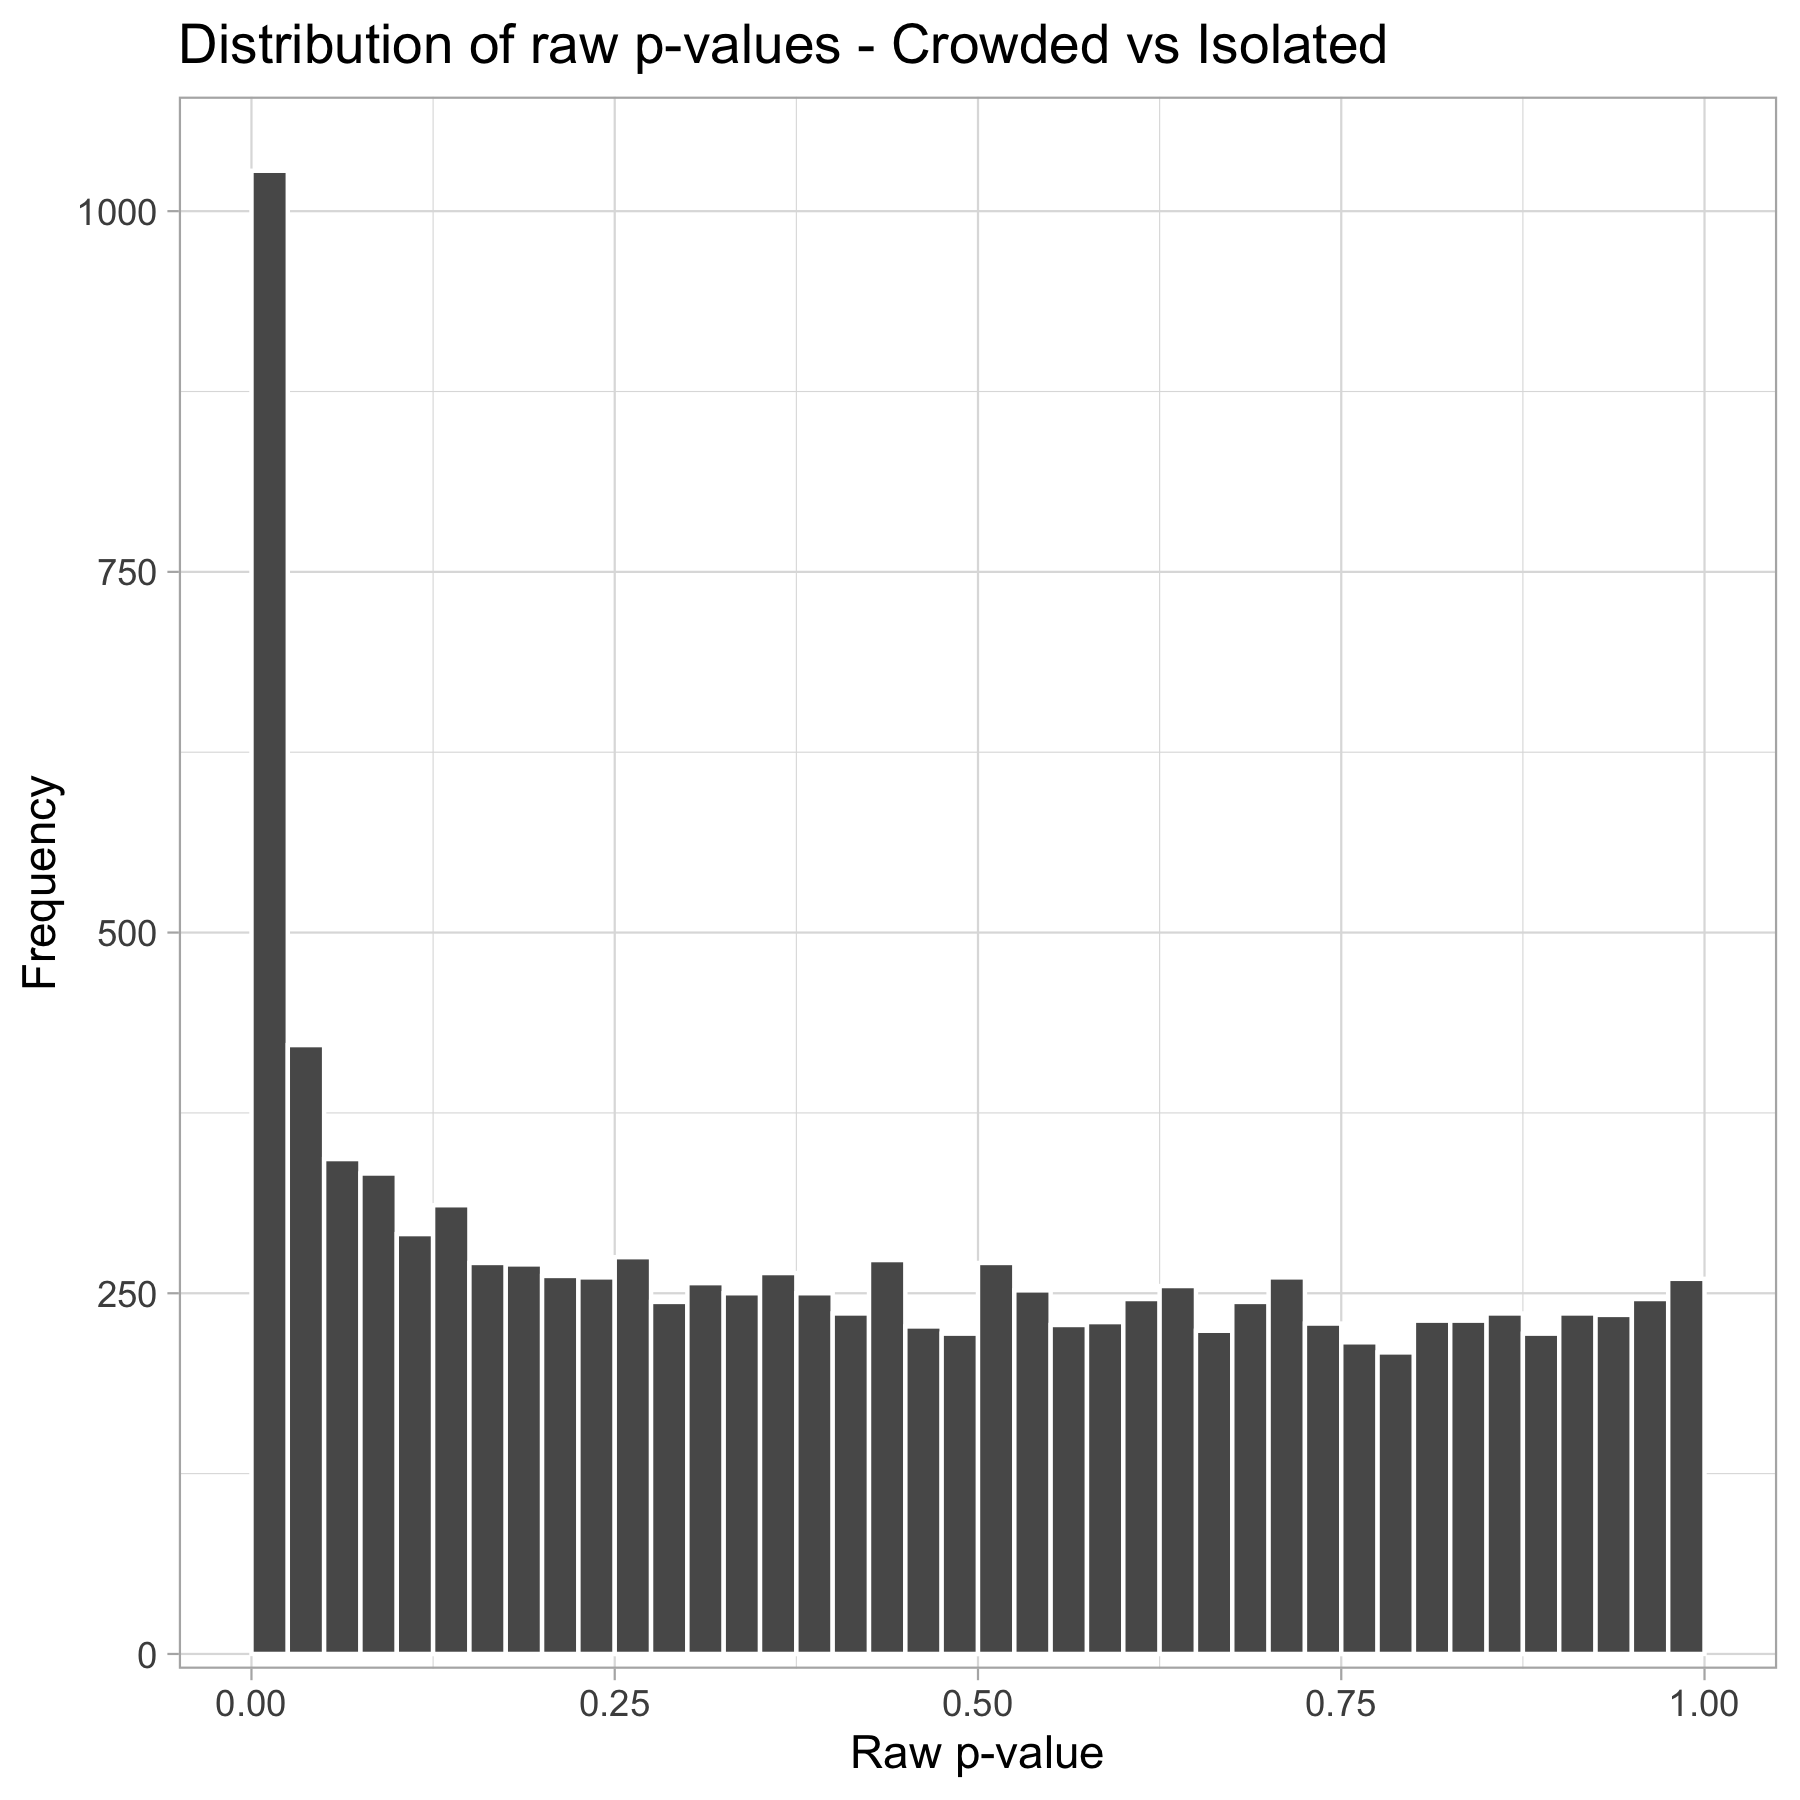 Distribution of raw p-values - Crowded vs Isolated
1000
750
500
250
0
Frequency
0.00 0.25 0.50 0.75 1.00
Raw p-value